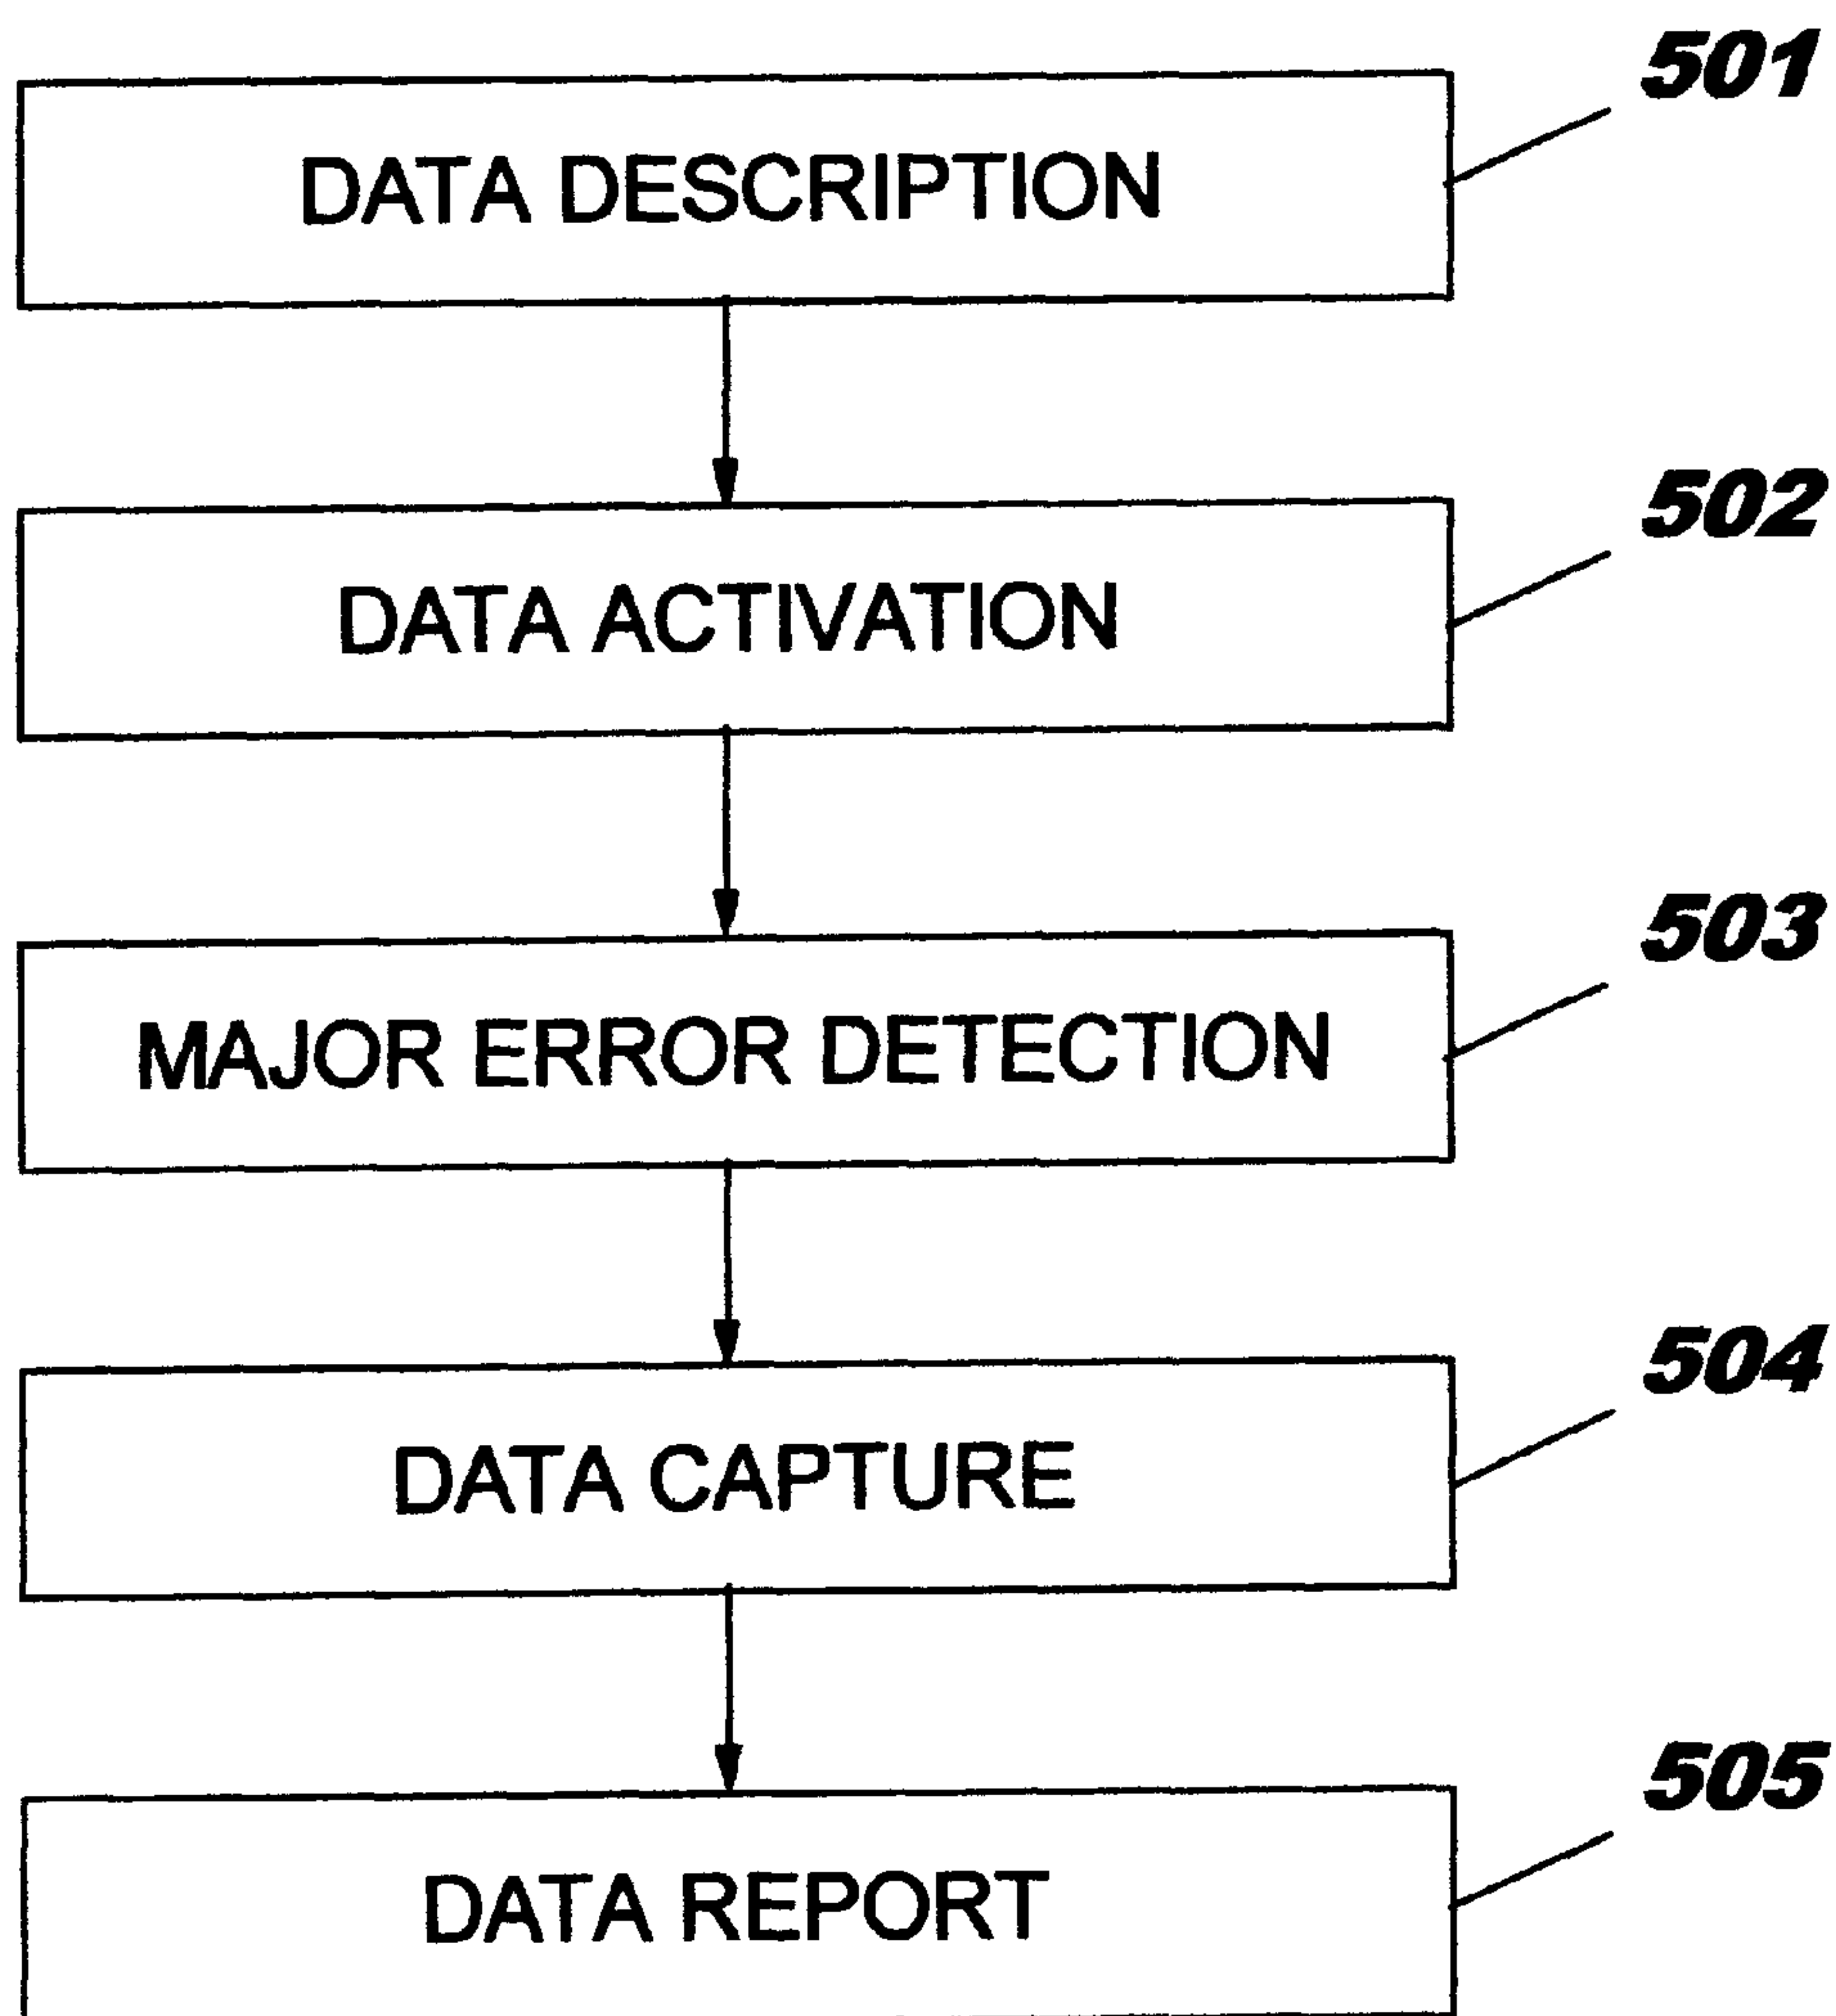 501
DATA DESCRIPTION
502
DATA ACTIVATION
503
MAJOR ERROR DETECTION
504
DATA CAPTURE
505
DATA REPORT